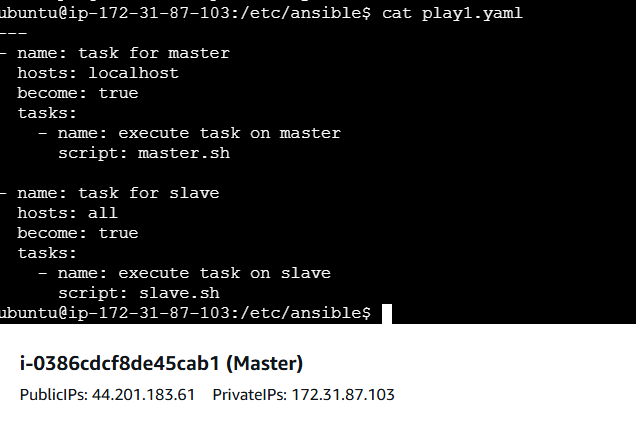 ubuntu@ip-172-31-87-103:/etc/ansible$ cat play1.yaml
---
- name: task for master
  hosts: localhost
  become: true
  tasks:
    - name: execute task on master
      script: master.sh

- name: task for slave
  hosts: all
  become: true
  tasks:
    - name: execute task on slave
      script: slave.sh
ubuntu@ip-172-31-87-103:/etc/ansible$
i-0386cdcf8de45cab1 (Master)
PublicIPs: 44.201.183.61 PrivateIPs: 172.31.87.103